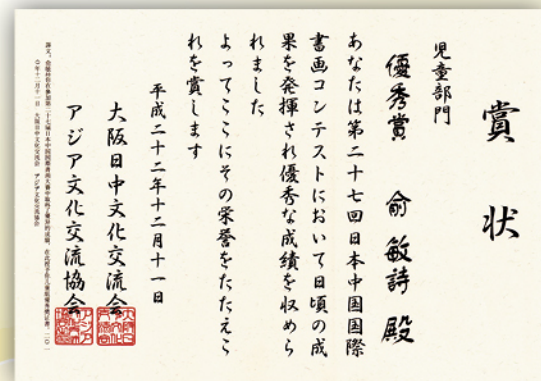 賞状
児童部門
優秀賞 俞敏詩 殿
あなたは第二十七回日本中国国際
書画コンテストにおいて日頃の成
果を発揮され優秀な成績を収めら
れました
よってここにその栄誉をたたえこ
れを賞します
平成二十二年十二月十一日
大阪日中文化交流会
アジア文化交流協会